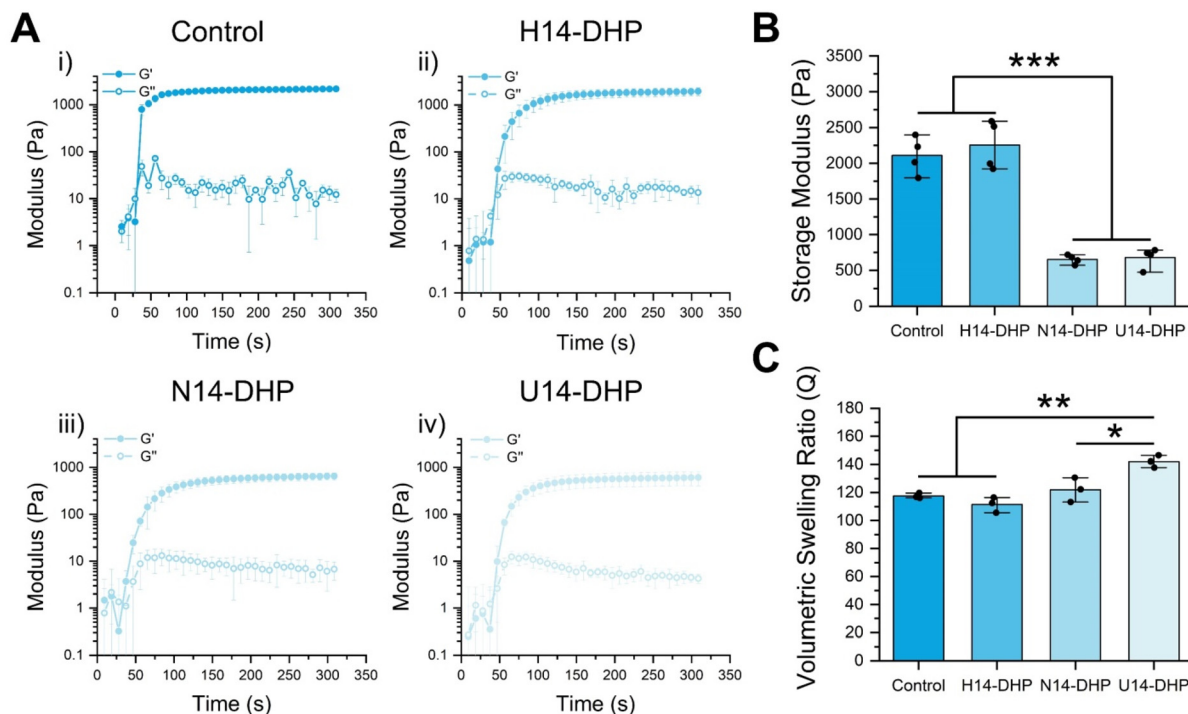 A
Control
i)
G'
G"
Modulus (Pa)
1000
100
10
1
0.1
0 50 100 150 200 250 300 350
Time (s)
H14-DHP
ii)
G'
G"
Modulus (Pa)
1000
100
10
1
0.1
0 50 100 150 200 250 300 350
Time (s)
N14-DHP
iii)
G'
G"
Modulus (Pa)
1000
100
10
1
0.1
0 50 100 150 200 250 300 350
Time (s)
U14-DHP
iv)
G'
G"
Modulus (Pa)
1000
100
10
1
0.1
0 50 100 150 200 250 300 350
Time (s)
B
Storage Modulus (Pa)
3500
3000
2500
2000
1500
1000
500
0
***
Control H14-DHP N14-DHP U14-DHP
C
Volumetric Swelling Ratio (Q)
180
160
140
120
100
80
60
40
20
0
**
*
Control H14-DHP N14-DHP U14-DHP